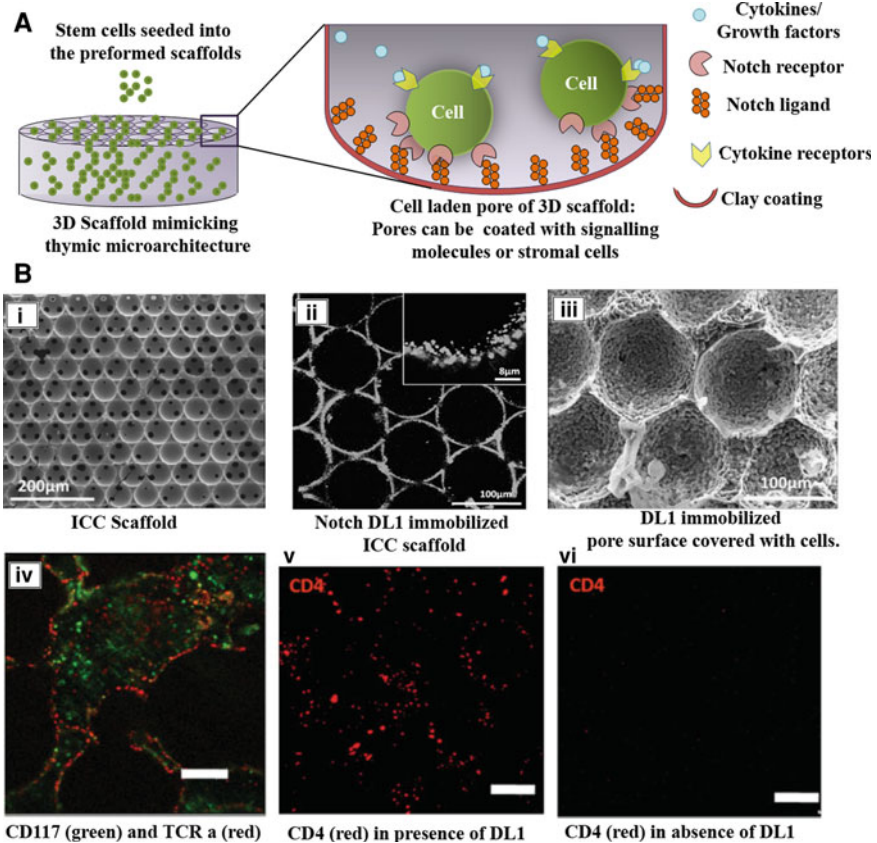 A
Stem cells seeded into
the preformed scaffolds
3D Scaffold mimicking
thymic microarchitecture
Cell
Cell
Cell laden pore of 3D scaffold:
Pores can be coated with signalling
molecules or stromal cells
Cytokines/
Growth factors
Notch receptor
Notch ligand
Cytokine receptors
Clay coating
B
i
200µm
ICC Scaffold
ii
8µm
100µm
Notch DL1 immobilized
ICC scaffold
iii
100µm
DL1 immobilized
pore surface covered with cells.
iv
CD117 (green) and TCR a (red)
v
CD4
CD4 (red) in presence of DL1
vi
CD4
CD4 (red) in absence of DL1